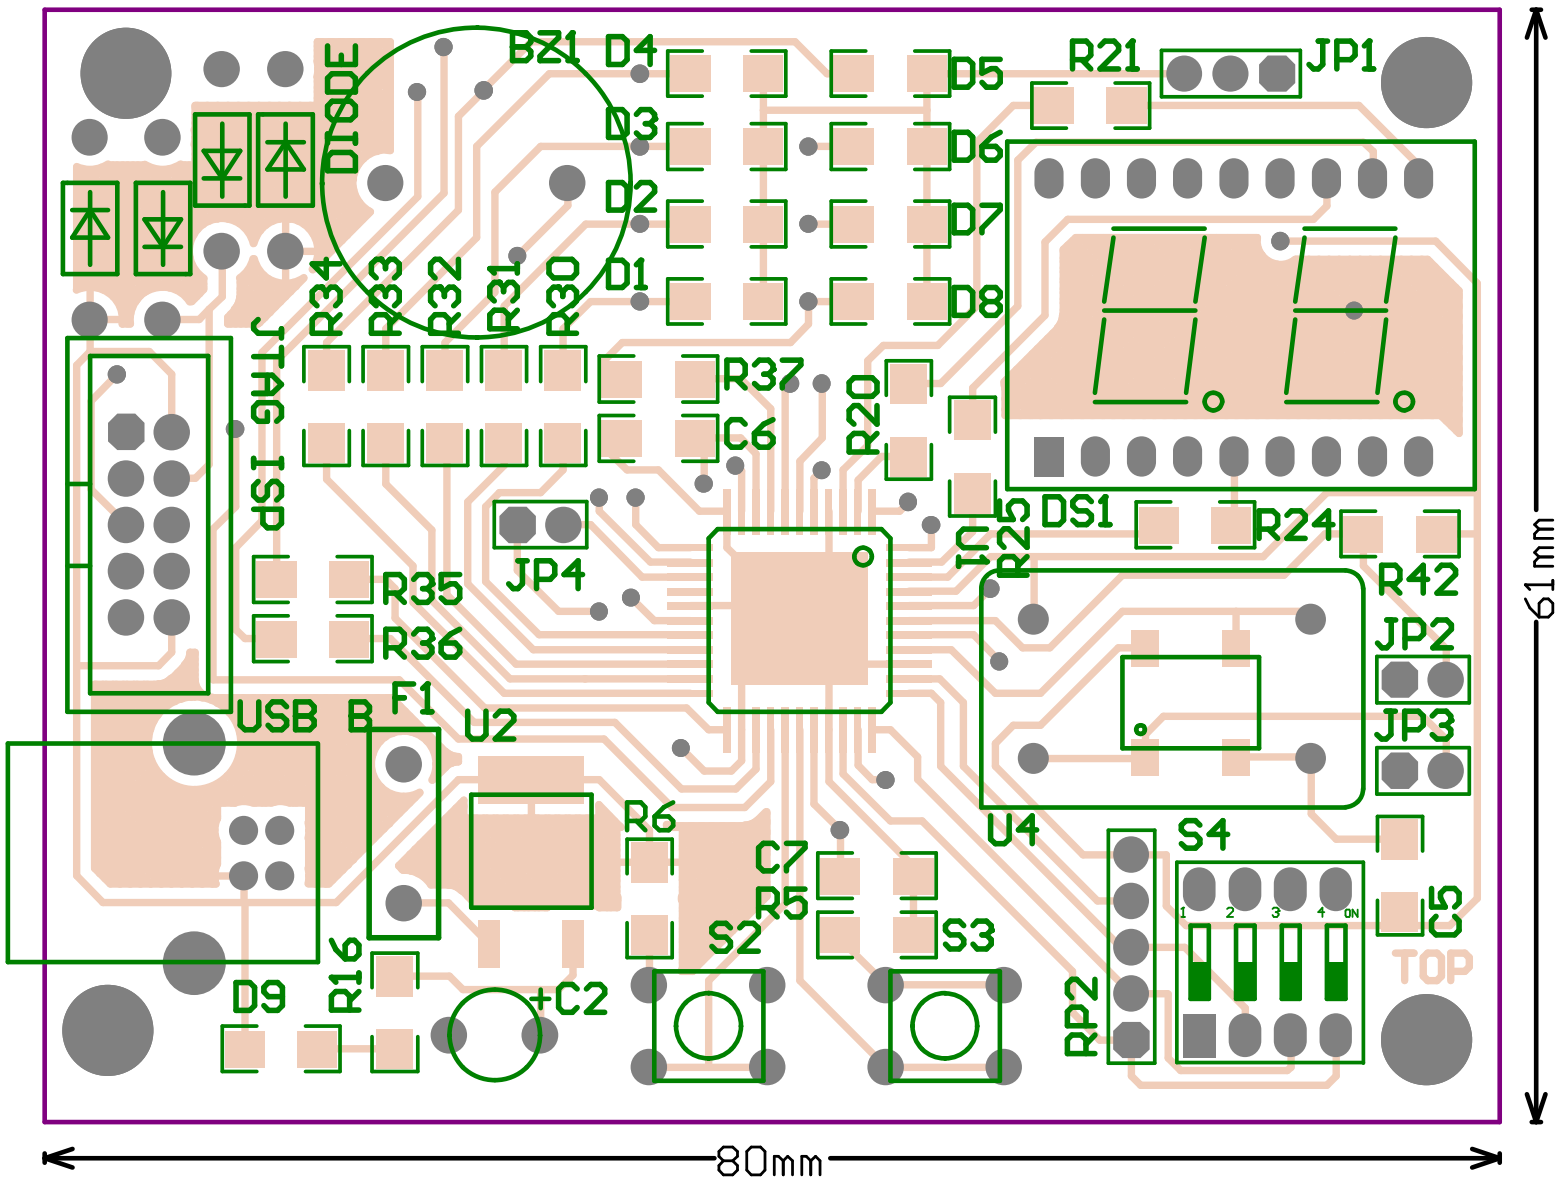 DIODE
BZ1
D4
D5
R21
JP1
D3
D6
D2
D7
D1
D8
R34
R33
R32
R31
R30
JTAG ISP
R37
C6
R20
DS1
R24
R25
U1
JP4
R35
R36
R42
JP2
JP3
F1
USB B
U2
R6
C7
R5
U4
S4
1 2 3 4 ON
C5
TOP
S2
S3
RP2
R16
D9
+C2
80mm
61mm